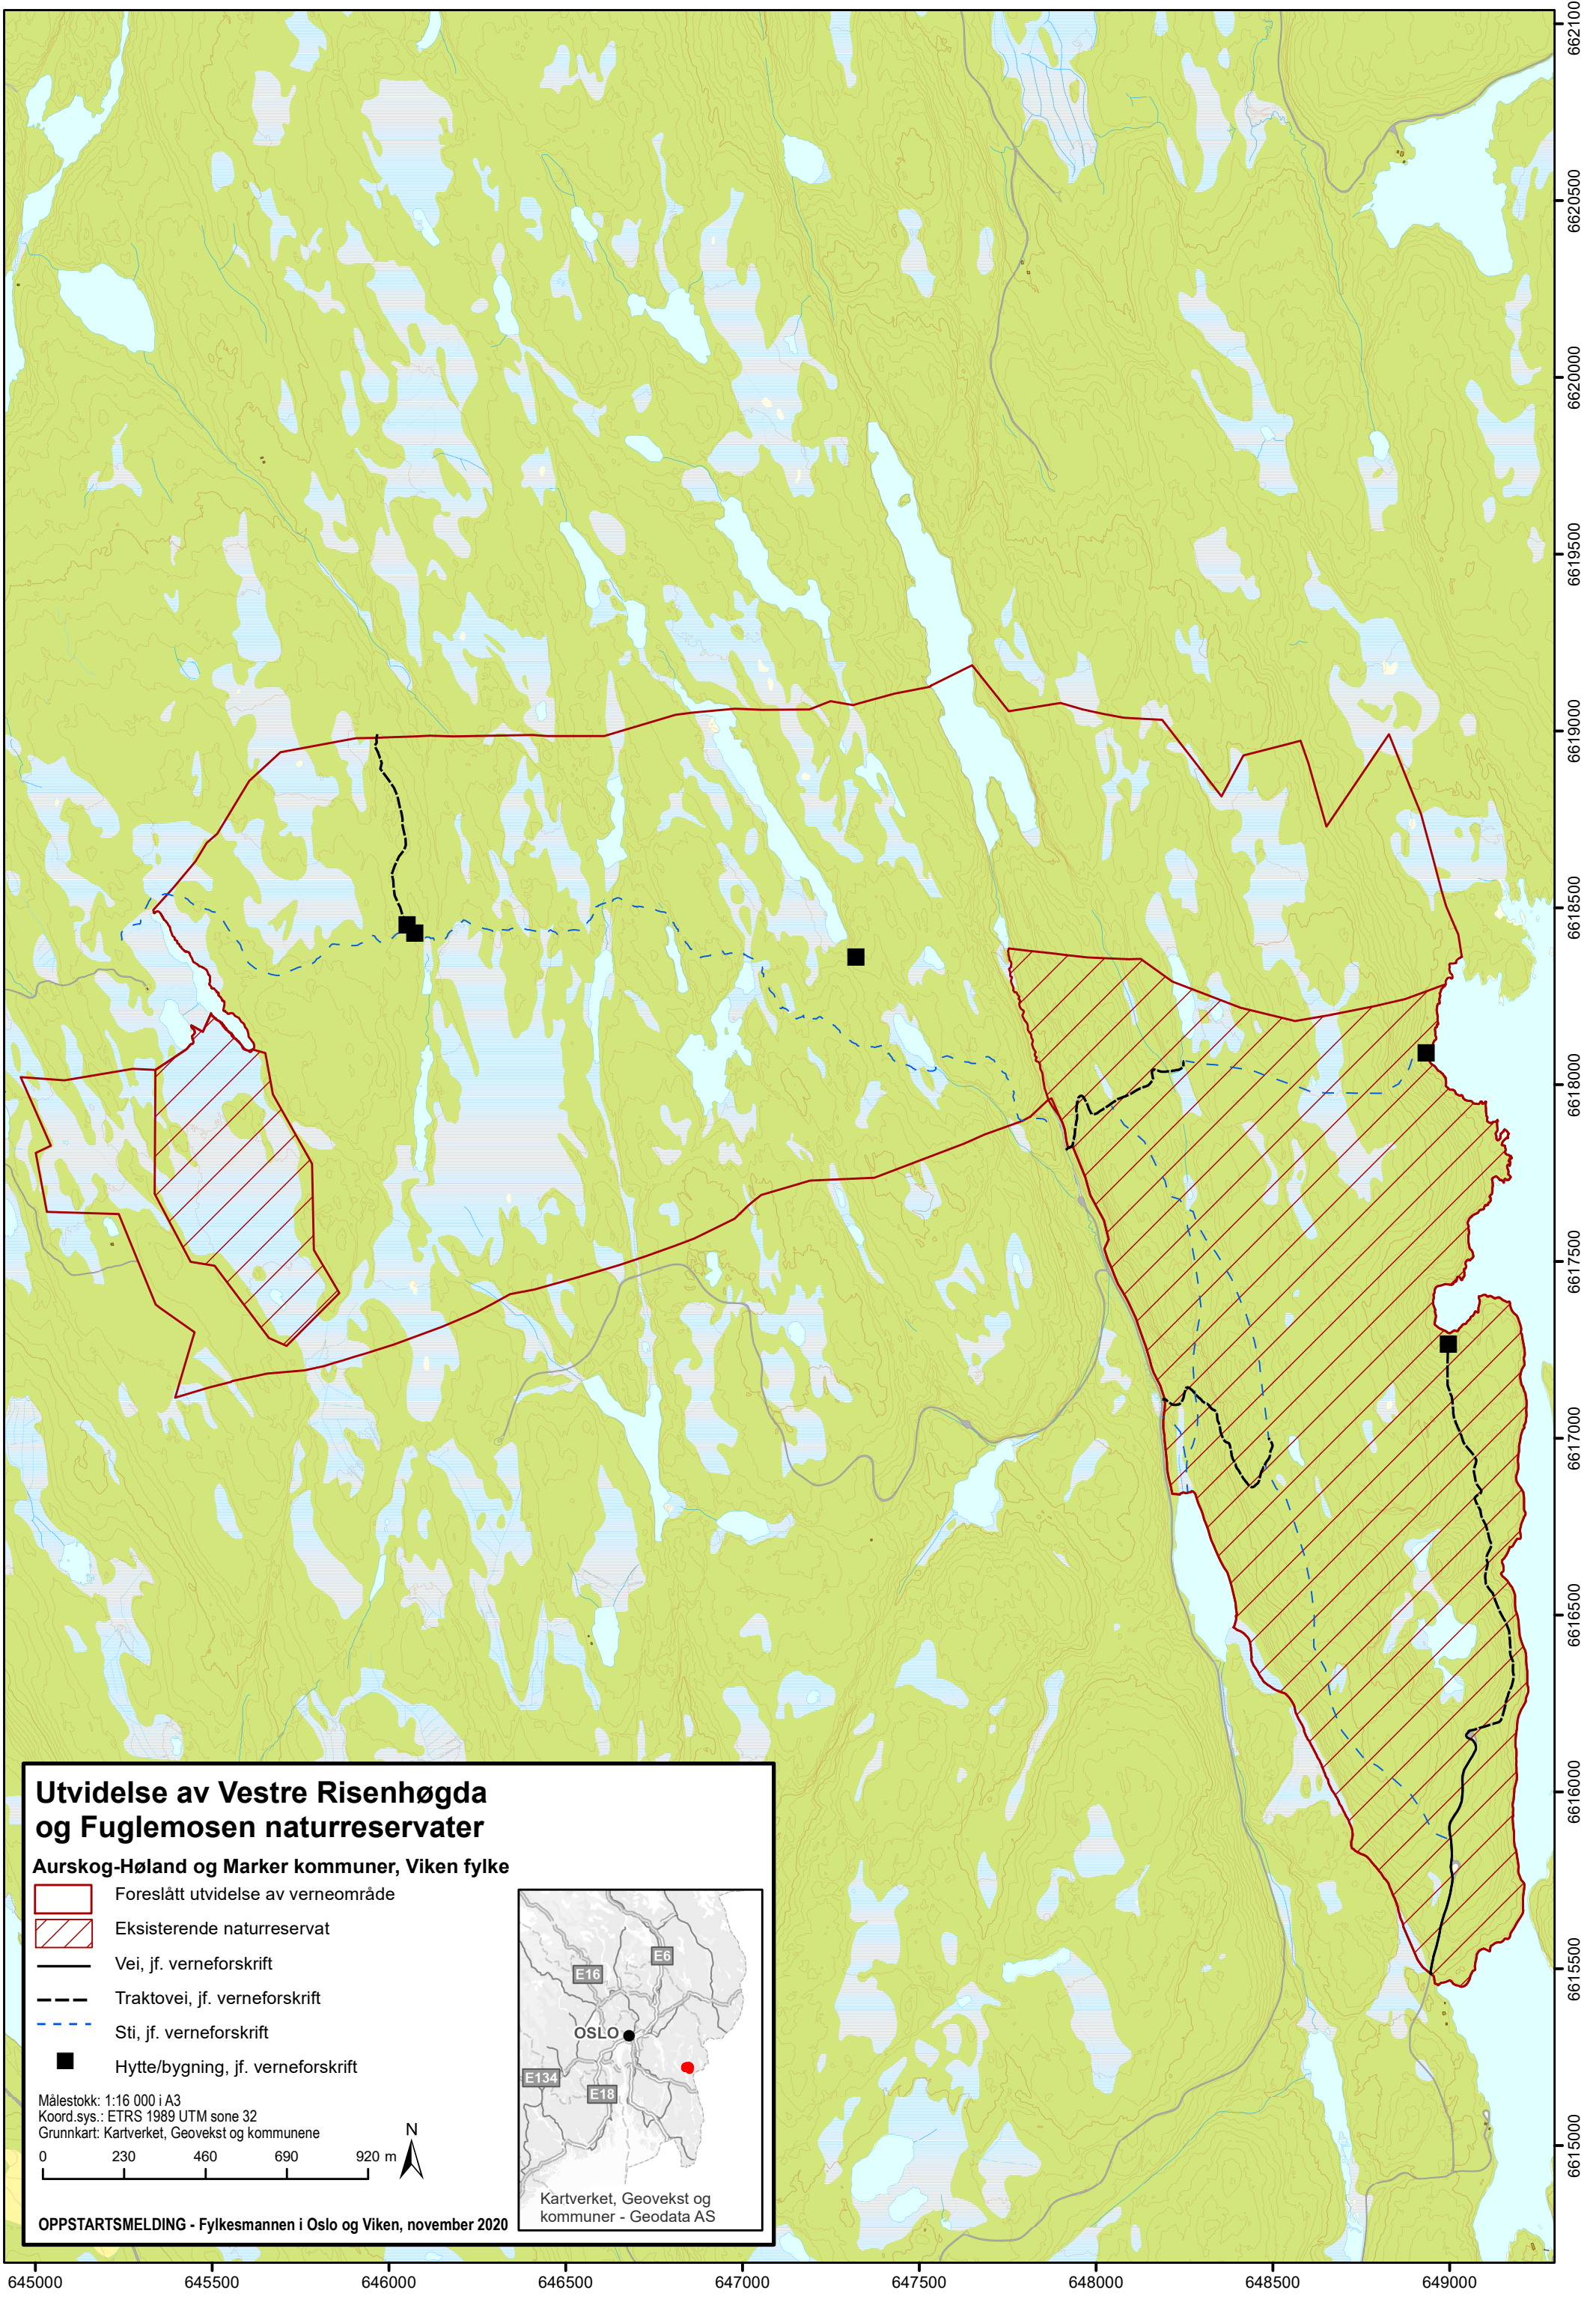 662100
6620500
6620000
6619500
6619000
6618500
6618000
6617500
6617000
6616500
6616000
6615500
6615000
Utvidelse av Vestre Risenhøgda
og Fuglemosen naturreservater
Aurskog-Høland og Marker kommuner, Viken fylke
Foreslått utvidelse av verneområde
Eksisterende naturreservat
Vei, jf. verneforskrift
Traktovei, jf. verneforskrift
Sti, jf. verneforskrift
Hytte/bygning, jf. verneforskrift
Målestokk: 1:16 000 i A3
Koord.sys.: ETRS 1989 UTM sone 32
Grunnkart: Kartverket, Geovekst og kommunene
N
0 230 460 690 920 m
OPPSTARTSMELDING - Fylkesmannen i Oslo og Viken, november 2020
E6
E16
OSLO
E134
E18
Kartverket, Geovekst og
kommuner - Geodata AS
645000 645500 646000 646500 647000 647500 648000 648500 649000